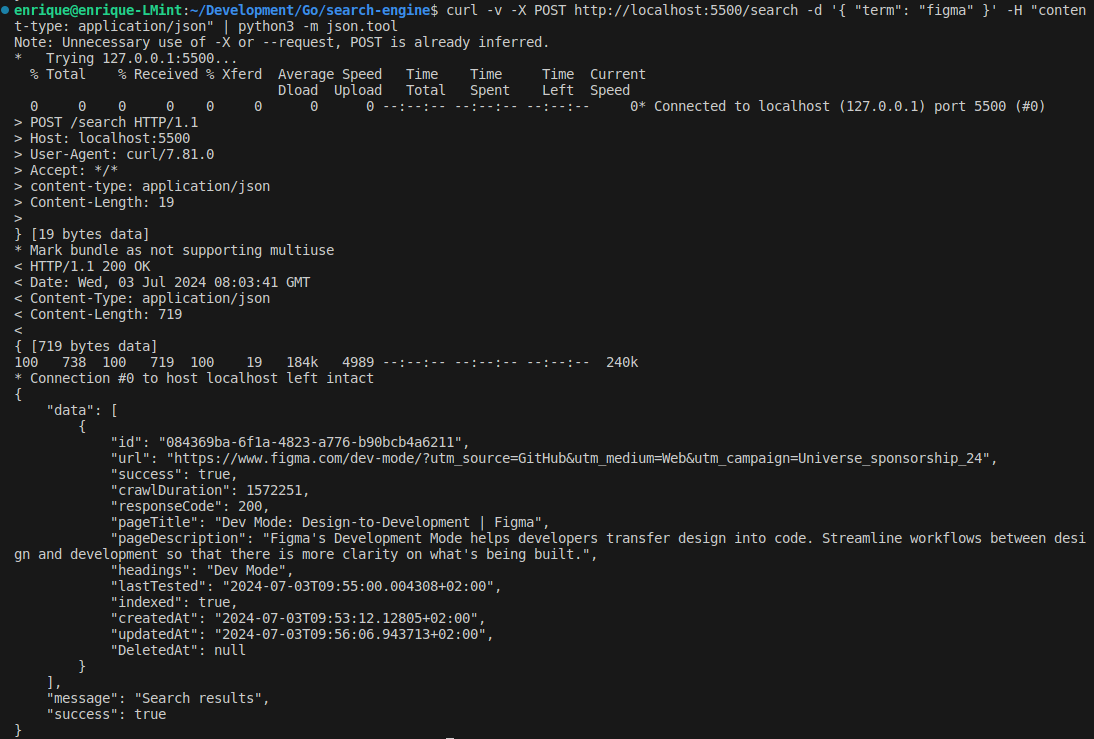 enrique@enrique-LMint:~/Development/Go/search-engine$ curl -v -X POST http://localhost:5500/search -d '{ "term": "figma" }' -H "conten
t-type: application/json" | python3 -m json.tool
Note: Unnecessary use of -X or --request, POST is already inferred.
*   Trying 127.0.0.1:5500...
  % Total    % Received % Xferd  Average Speed   Time    Time     Time  Current
                                 Dload  Upload   Total   Spent    Left  Speed
  0     0    0     0    0     0      0      0 --:--:-- --:--:-- --:--:--     0* Connected to localhost (127.0.0.1) port 5500 (#0)
> POST /search HTTP/1.1
> Host: localhost:5500
> User-Agent: curl/7.81.0
> Accept: */*
> content-type: application/json
> Content-Length: 19
>
} [19 bytes data]
* Mark bundle as not supporting multiuse
< HTTP/1.1 200 OK
< Date: Wed, 03 Jul 2024 08:03:41 GMT
< Content-Type: application/json
< Content-Length: 719
<
{ [719 bytes data]
100   738  100   719  100    19   184k   4989 --:--:-- --:--:-- --:--:--  240k
* Connection #0 to host localhost left intact
{
    "data": [
        {
            "id": "084369ba-6f1a-4823-a776-b90bcb4a6211",
            "url": "https://www.figma.com/dev-mode/?utm_source=GitHub&utm_medium=Web&utm_campaign=Universe_sponsorship_24",
            "success": true,
            "crawlDuration": 1572251,
            "responseCode": 200,
            "pageTitle": "Dev Mode: Design-to-Development | Figma",
            "pageDescription": "Figma's Development Mode helps developers transfer design into code. Streamline workflows between desi
gn and development so that there is more clarity on what's being built.",
            "headings": "Dev Mode",
            "lastTested": "2024-07-03T09:55:00.004308+02:00",
            "indexed": true,
            "createdAt": "2024-07-03T09:53:12.12805+02:00",
            "updatedAt": "2024-07-03T09:56:06.943713+02:00",
            "DeletedAt": null
        }
    ],
    "message": "Search results",
    "success": true
}